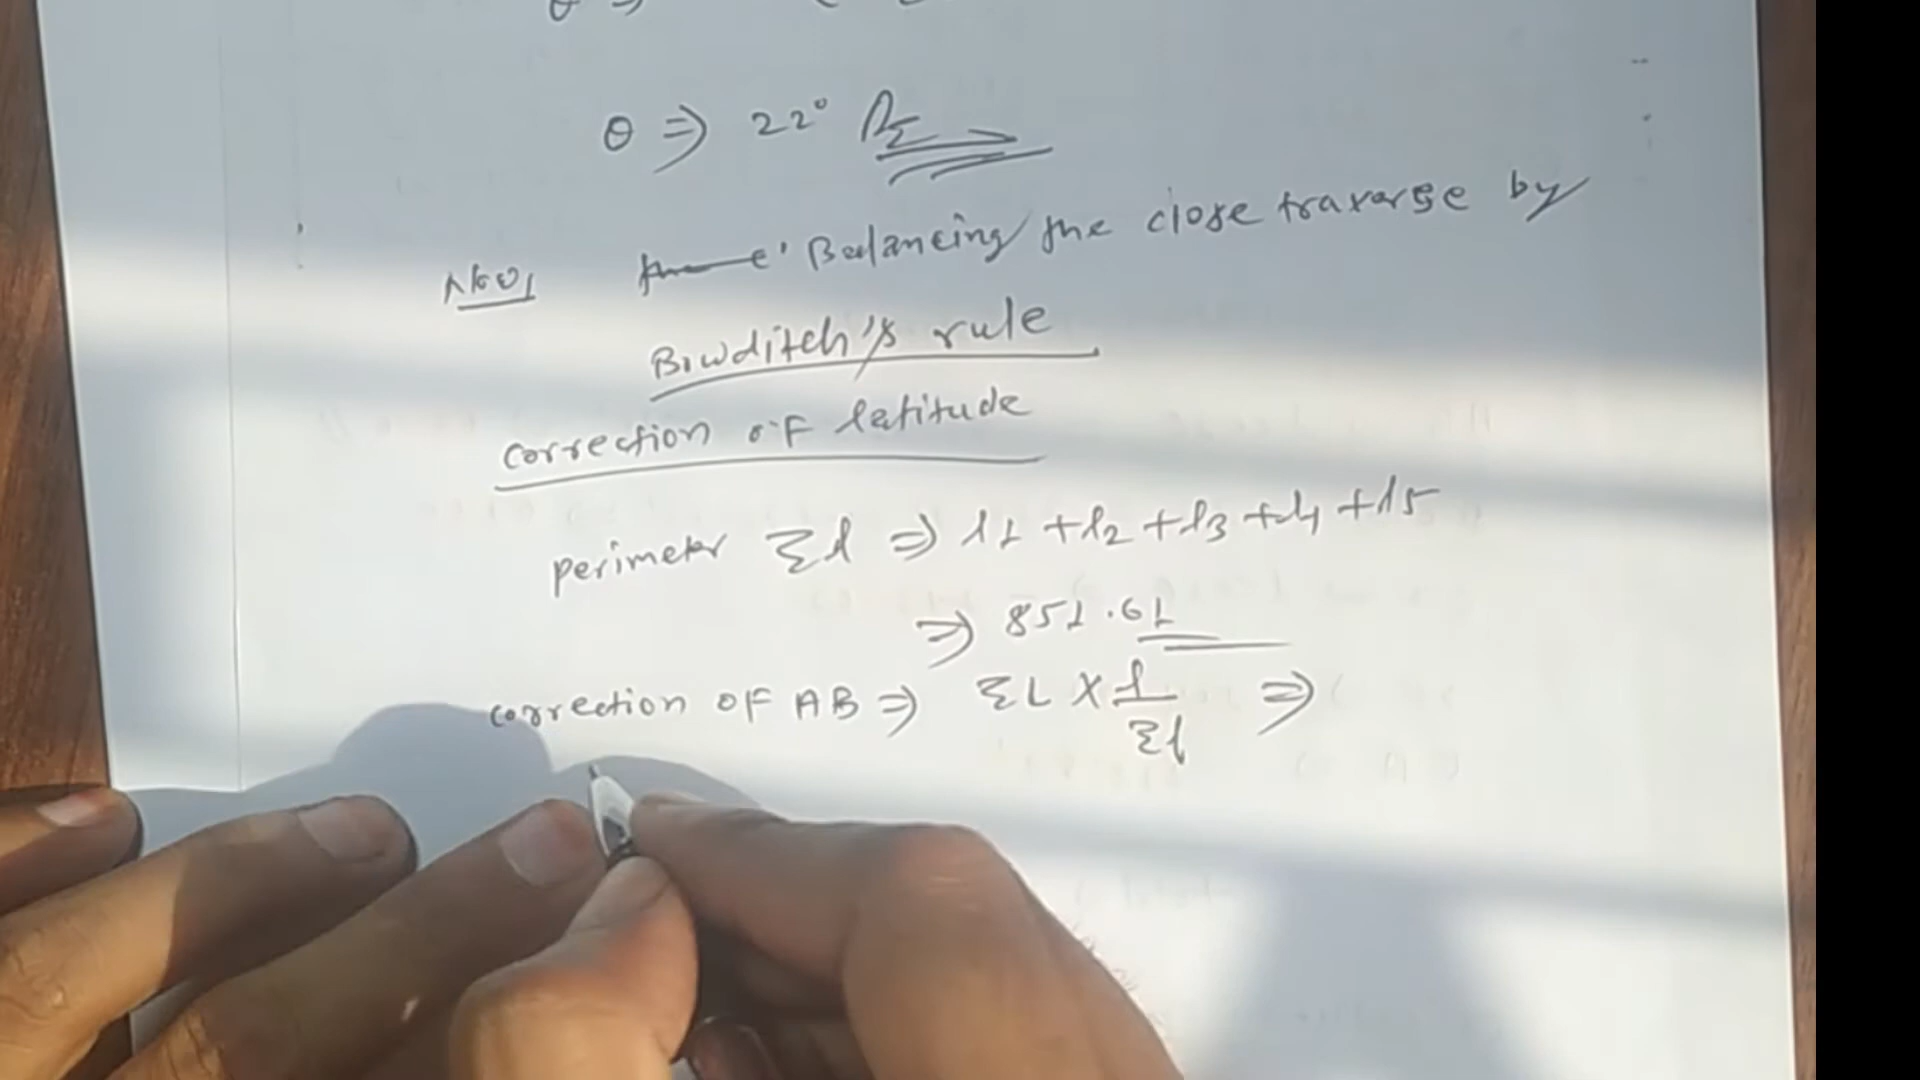 θ ⇒
θ ⇒ 22°
Now Balancing the close traverse by
Bowditch's rule
correction of latitude
perimeter Σl ⇒ l1 + l2 + l3 + l4 + l5
⇒ 851.61
correction of AB ⇒ ΣL X l/Σl ⇒